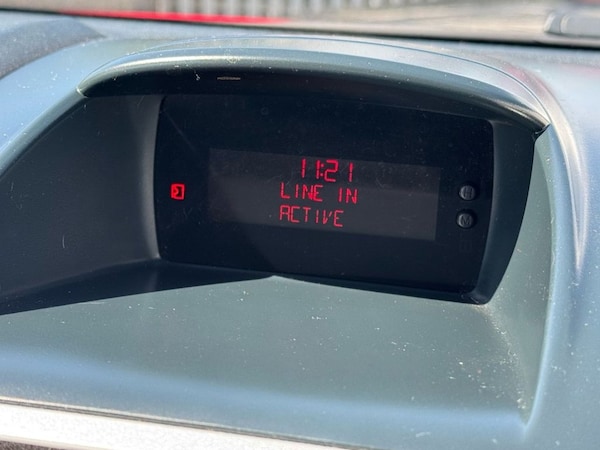 11:21
LINE IN
ACTIVE
H
M